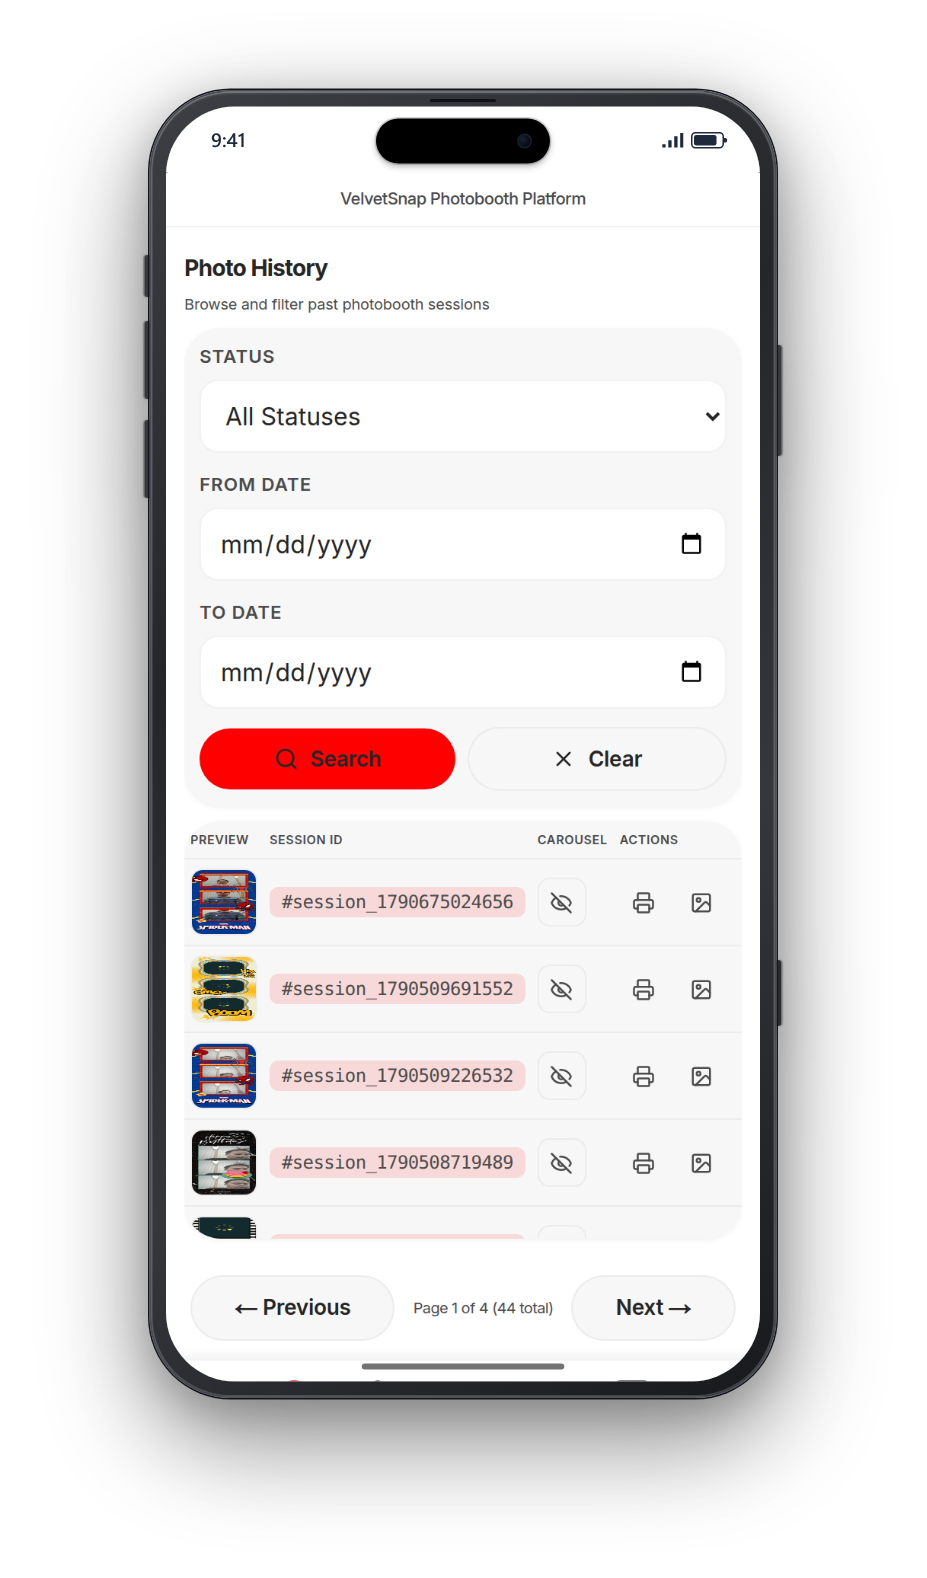 9:41
VelvetSnap Photobooth Platform
Photo History
Browse and filter past photobooth sessions
STATUS
All Statuses
FROM DATE
mm/dd/yyyy
TO DATE
mm/dd/yyyy
Search
Clear
PREVIEW SESSION ID CAROUSEL ACTIONS
#session_1790675024656
#session_1790509691552
#session_1790509226532
#session_1790508719489
← Previous
Page 1 of 4 (44 total)
Next →